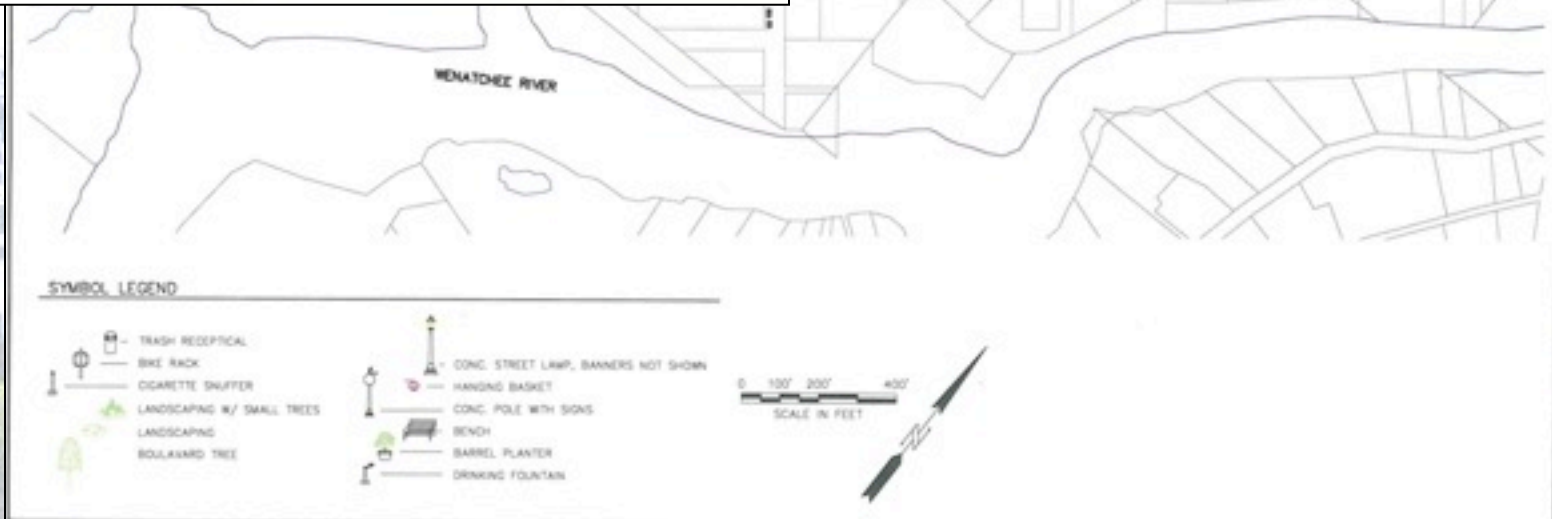 WENATCHEE RIVER
SYMBOL LEGEND
TRASH RECEPTICAL
BIKE RACK
CIGARETTE SNUFFER
LANDSCAPING W/ SMALL TREES
LANDSCAPING
BOULAVARD TREE
CONC. STREET LAMP, BANNERS NOT SHOWN
HANGING BASKET
CONC. POLE WITH SIGNS
BENCH
BARREL PLANTER
DRINKING FOUNTAIN
0 100' 200' 400'
SCALE IN FEET
N